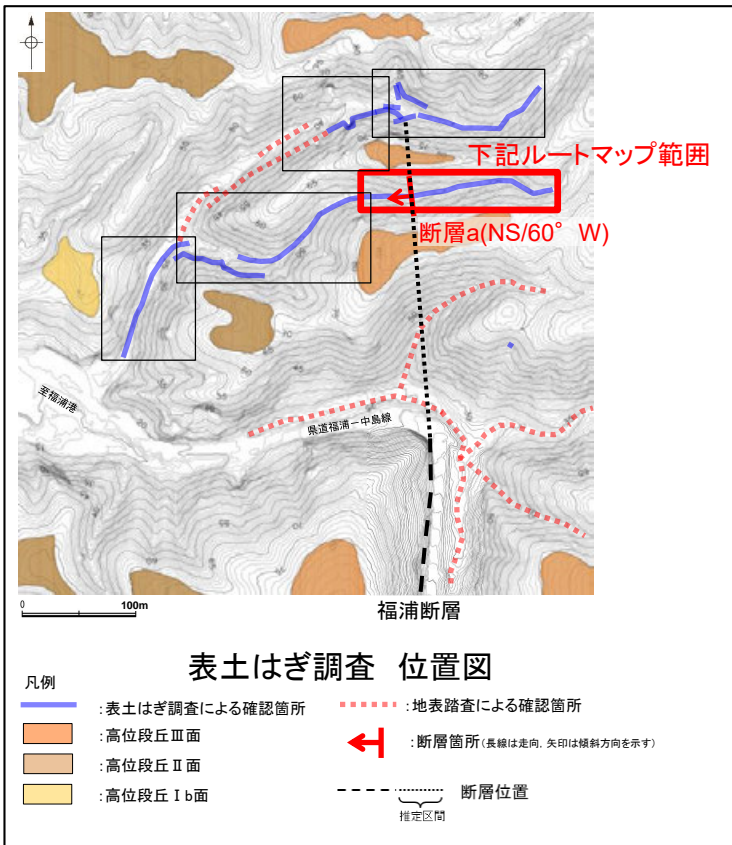 下記ルートマップ範囲
断層a(NS/60° W)
至福浦港
県道福浦ー中島線
0 100m
福浦断層
表土はぎ調査 位置図
凡例
:表土はぎ調査による確認箇所
:地表踏査による確認箇所
:高位段丘Ⅲ面
:断層箇所(長線は走向，矢印は傾斜方向を示す)
:高位段丘Ⅱ面
:高位段丘Ⅰb面
断層位置
推定区間